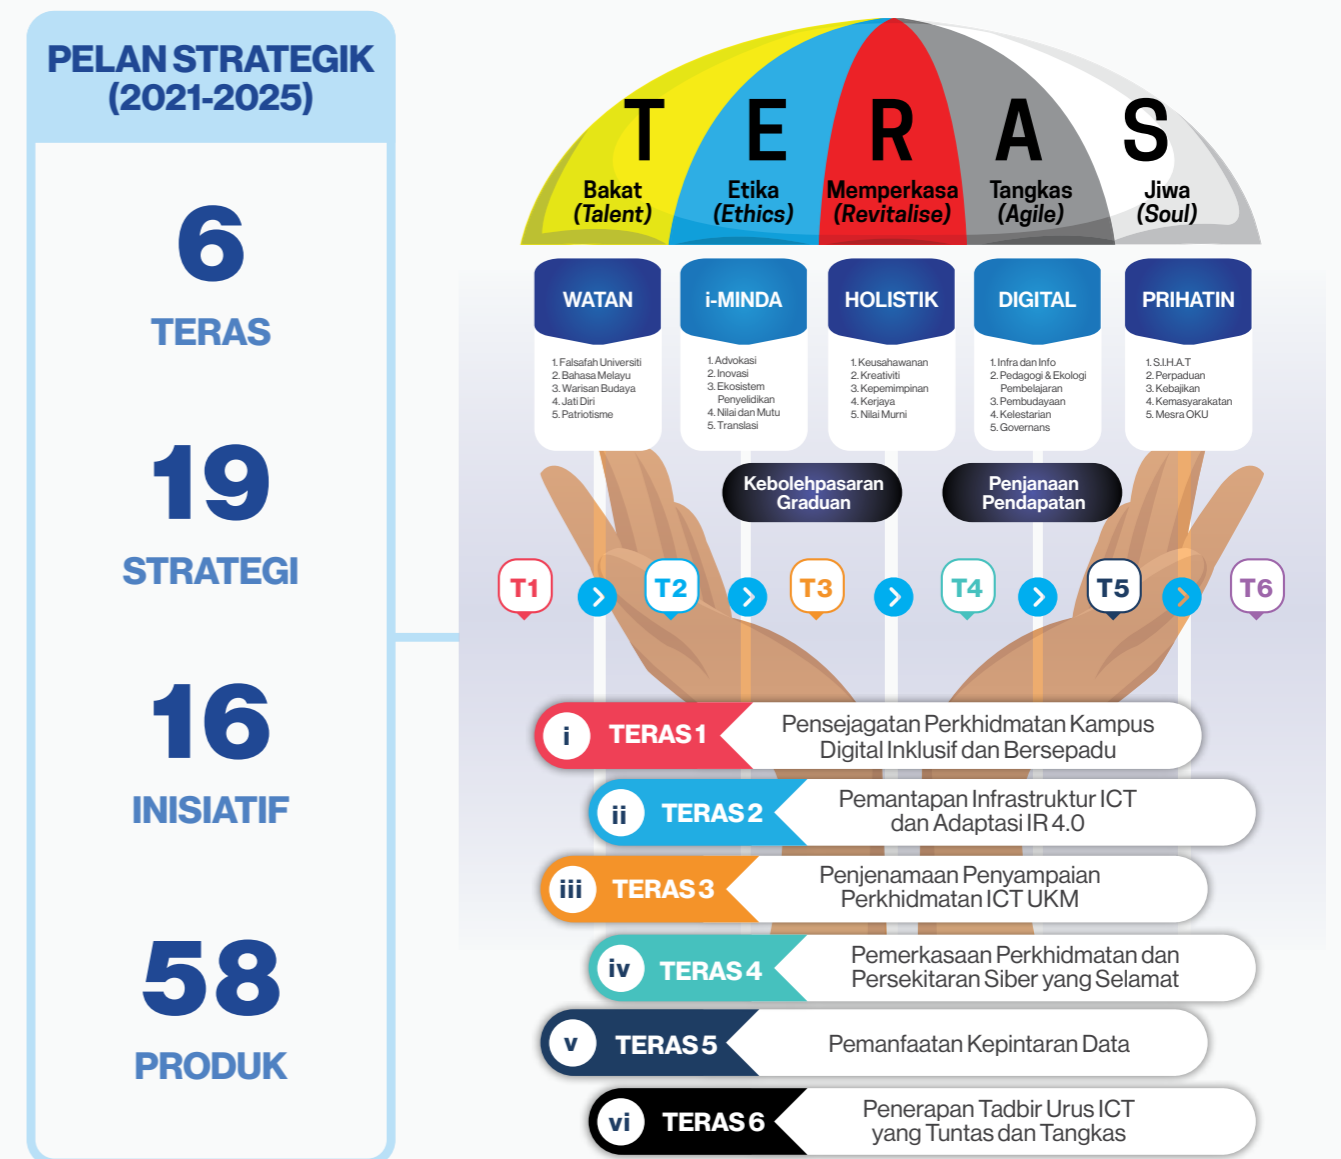 PELAN STRATEGIK
(2021-2025)
6
TERAS
19
STRATEGI
16
INISIATIF
58
PRODUK
T E R A S
Bakat
(Talent)
Etika
(Ethics)
Memperkasa
(Revitalise)
Tangkas
(Agile)
Jiwa
(Soul)
WATAN
1. Falsafah Universiti
2. Bahasa Melayu
3. Warisan Budaya
4. Jati Diri
5. Patriotisme
i-MINDA
1. Advokasi
2. Inovasi
3. Ekosistem
Penyelidikan
4. Nilai dan Mutu
5. Translasi
HOLISTIK
1. Keusahawanan
2. Kreativiti
3. Kepemimpinan
4. Kerjaya
5. Nilai Murni
DIGITAL
1. Infra dan Info
2. Pedagogi & Ekologi
Pembelajaran
3. Pembudayaan
4. Kelestarian
5. Governans
PRIHATIN
1. S.I.H.A.T
2. Perpaduan
3. Kebajikan
4. Kemasyarakatan
5. Mesra OKU
Kebolehpasaran
Graduan
Penjanaan
Pendapatan
T1
T2
T3
T4
T5
T6
i TERAS 1
Pensejagatan Perkhidmatan Kampus
Digital Inklusif dan Bersepadu
ii TERAS 2
Pemantapan Infrastruktur ICT
dan Adaptasi IR 4.0
iii TERAS 3
Penjenamaan Penyampaian
Perkhidmatan ICT UKM
iv TERAS 4
Pemerkasaan Perkhidmatan dan
Persekitaran Siber yang Selamat
v TERAS 5
Pemanfaatan Kepintaran Data
vi TERAS 6
Penerapan Tadbir Urus ICT
yang Tuntas dan Tangkas